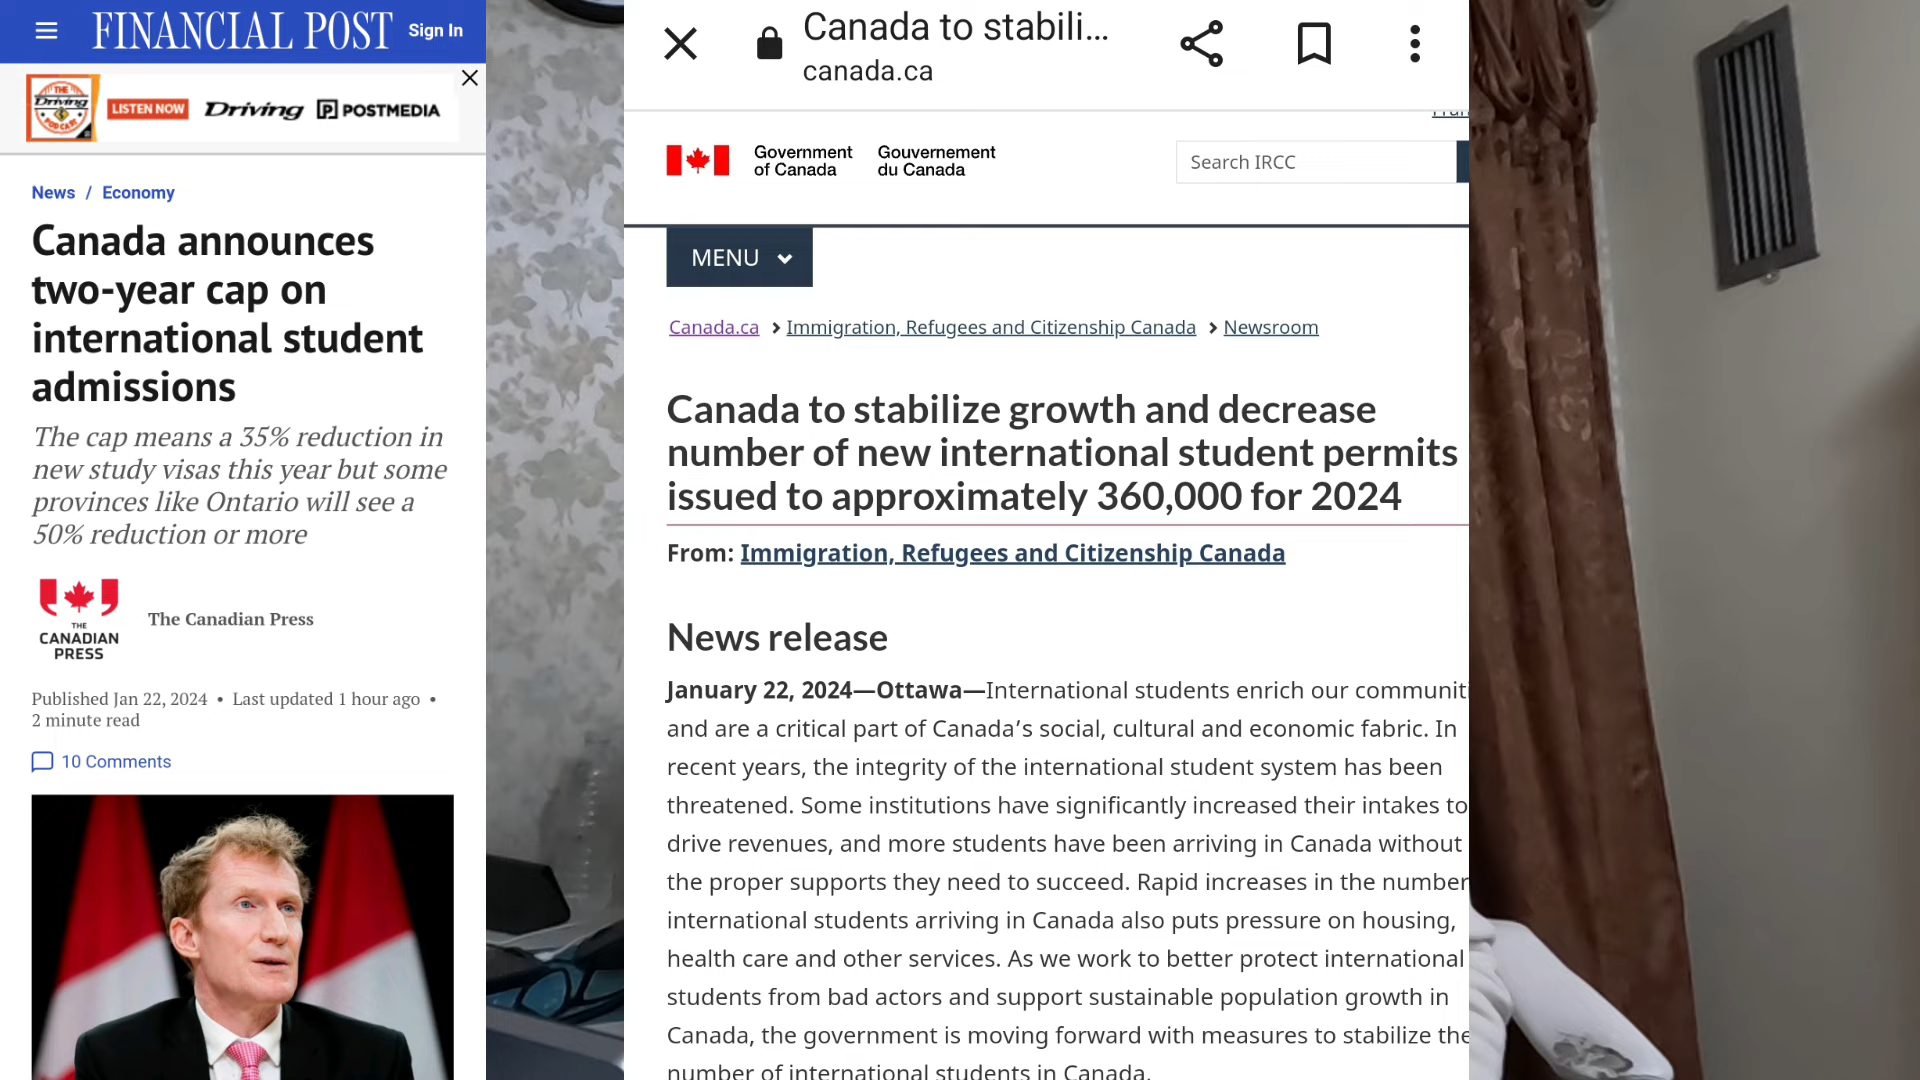 FINANCIAL POST
Sign In
THE
Driving
PODCAST
LISTEN NOW
Driving
POSTMEDIA
News / Economy
Canada announces
two-year cap on
international student
admissions
The cap means a 35% reduction in
new study visas this year but some
provinces like Ontario will see a
50% reduction or more
THE
CANADIAN
PRESS
The Canadian Press
Published Jan 22, 2024 • Last updated 1 hour ago •
2 minute read
10 Comments
Canada to stabili...
canada.ca
Government
of Canada
Gouvernement
du Canada
Search IRCC
MENU
Canada.ca > Immigration, Refugees and Citizenship Canada > Newsroom
Canada to stabilize growth and decrease
number of new international student permits
issued to approximately 360,000 for 2024
From: Immigration, Refugees and Citizenship Canada
News release
January 22, 2024—Ottawa—International students enrich our communiti
and are a critical part of Canada’s social, cultural and economic fabric. In
recent years, the integrity of the international student system has been
threatened. Some institutions have significantly increased their intakes to
drive revenues, and more students have been arriving in Canada without
the proper supports they need to succeed. Rapid increases in the number
international students arriving in Canada also puts pressure on housing,
health care and other services. As we work to better protect international
students from bad actors and support sustainable population growth in
Canada, the government is moving forward with measures to stabilize the
number of international students in Canada.